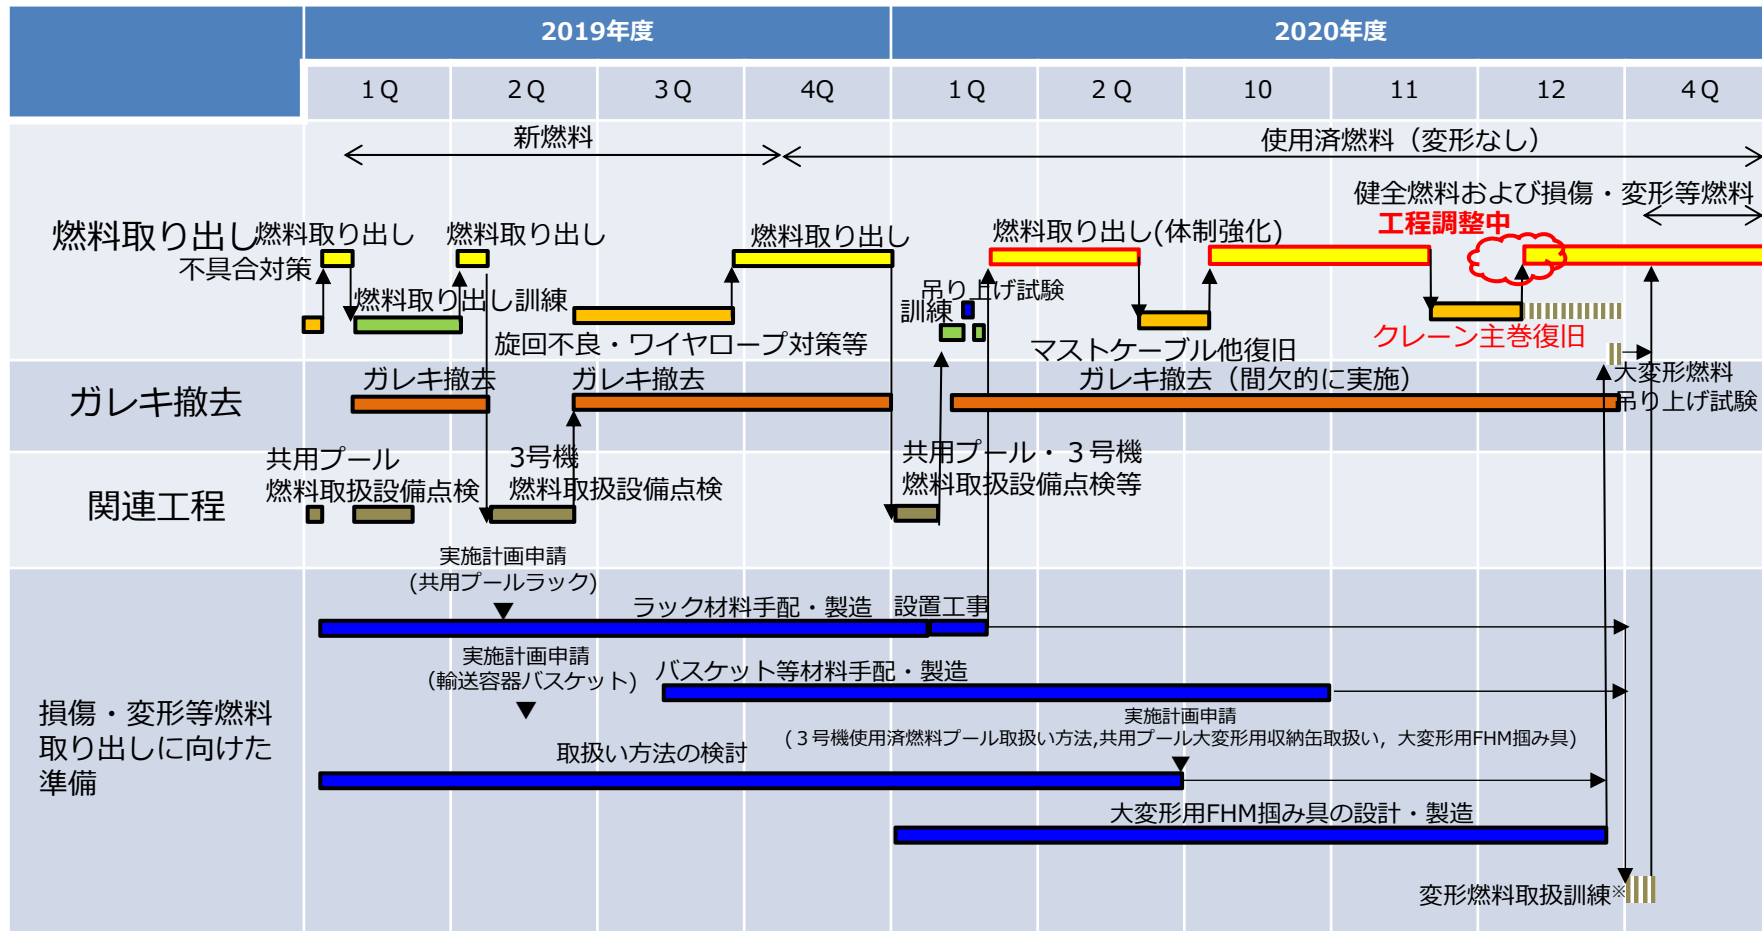 2019年度
2020年度
1Q
2Q
3Q
4Q
1Q
2Q
10
11
12
4Q
新燃料
使用済燃料（変形なし）
健全燃料および損傷・変形等燃料
工程調整中
燃料取り出し
燃料取り出し
燃料取り出し
燃料取り出し
燃料取り出し(体制強化)
不具合対策
燃料取り出し訓練
吊り上げ試験
訓練
旋回不良・ワイヤロープ対策等
マストケーブル他復旧
クレーン主巻復旧
ガレキ撤去
ガレキ撤去
ガレキ撤去
ガレキ撤去（間欠的に実施）
大変形燃料
吊り上げ試験
関連工程
共用プール
燃料取扱設備点検
3号機
燃料取扱設備点検
共用プール・３号機
燃料取扱設備点検等
損傷・変形等燃料
取り出しに向けた
準備
実施計画申請
(共用プールラック)
ラック材料手配・製造
設置工事
実施計画申請
(輸送容器バスケット)
バスケット等材料手配・製造
実施計画申請
(３号機使用済燃料プール取扱い方法,共用プール大変形用収納缶取扱い，大変形用FHM掴み具)
取扱い方法の検討
大変形用FHM掴み具の設計・製造
変形燃料取扱訓練※